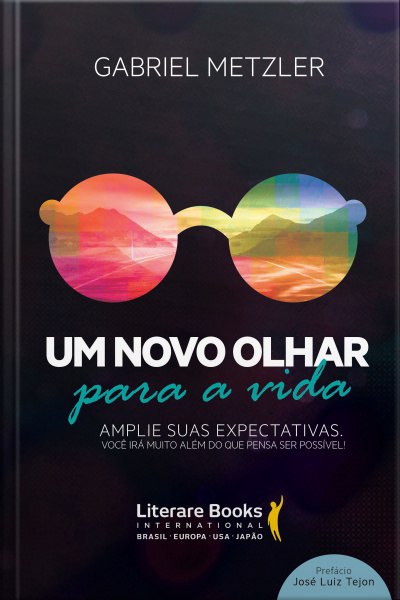 GABRIEL METZLER
UM NOVO OLHAR
para a vida
AMPLIE SUAS EXPECTATIVAS.
VOCÊ IRÁ MUITO ALÉM DO QUE PENSA SER POSSÍVEL!
Literare Books
INTERNATIONAL
BRASIL · EUROPA · USA · JAPÃO
Prefácio
José Luiz Tejon